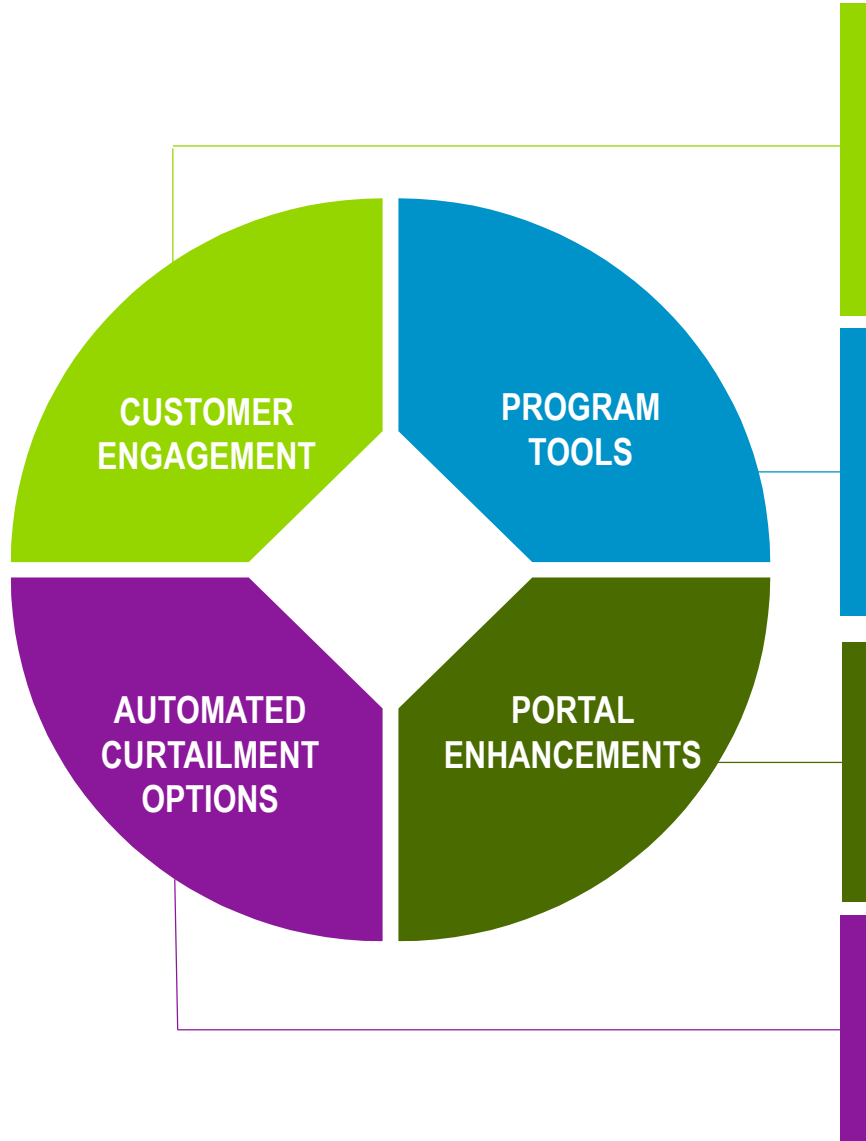 CUSTOMER
ENGAGEMENT
PROGRAM
TOOLS
AUTOMATED
CURTAILMENT
OPTIONS
PORTAL
ENHANCEMENTS